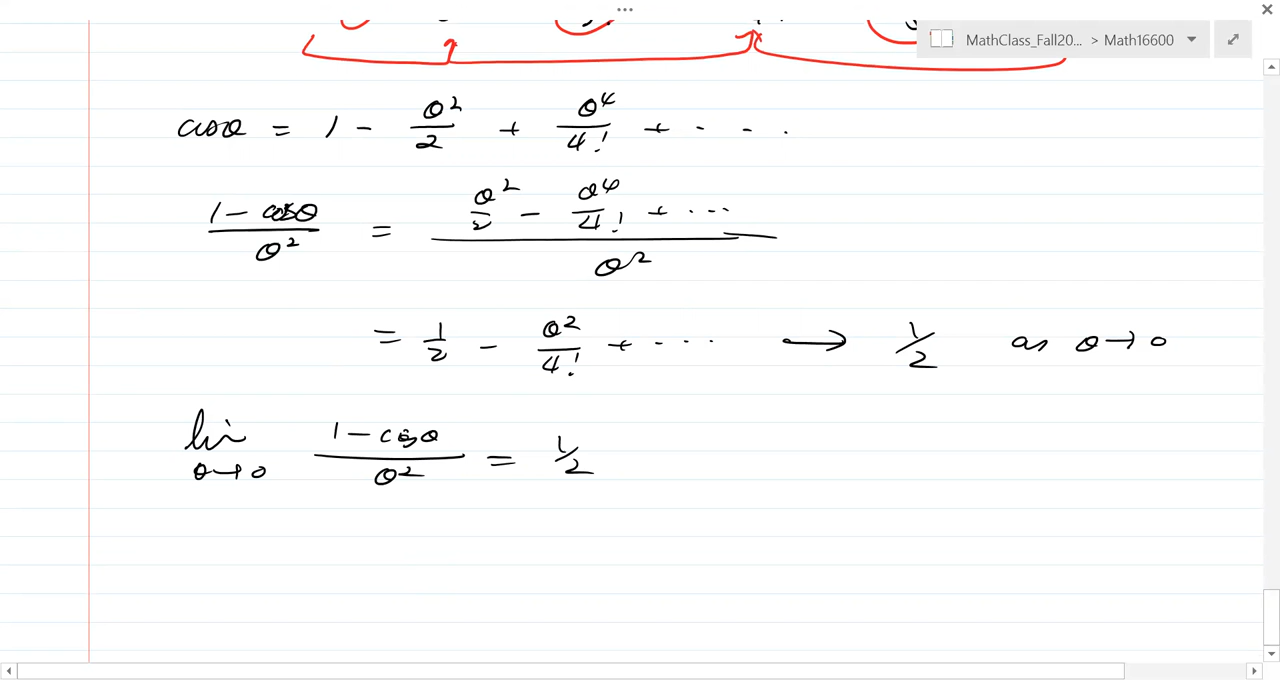 MathClass_Fall20... > Math16600
cosθ = 1 - θ²/2 + θ⁴/4! + - - .
(1 - cosθ)/θ² = (θ²/2 - θ⁴/4! + ···)/θ²
= 1/2 - θ²/4! + ··· → 1/2 as θ→0
lim θ→0 (1 - cosθ)/θ² = 1/2